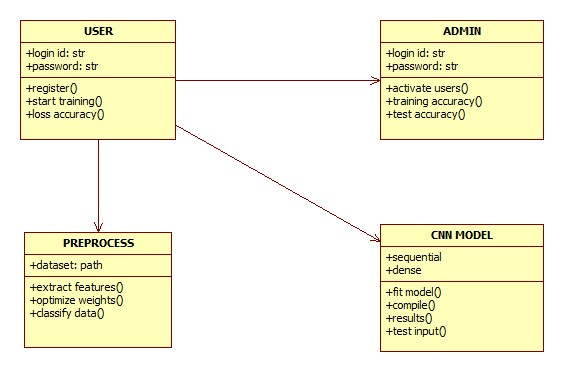 USER
+login id: str
+password: str
+register()
+start training()
+loss accuracy()
ADMIN
+login id: str
+password: str
+activate users()
+training accuracy()
+test accuracy()
PREPROCESS
+dataset: path
+extract features()
+optimize weights()
+classify data()
CNN MODEL
+sequential
+dense
+fit model()
+compile()
+results()
+test input()